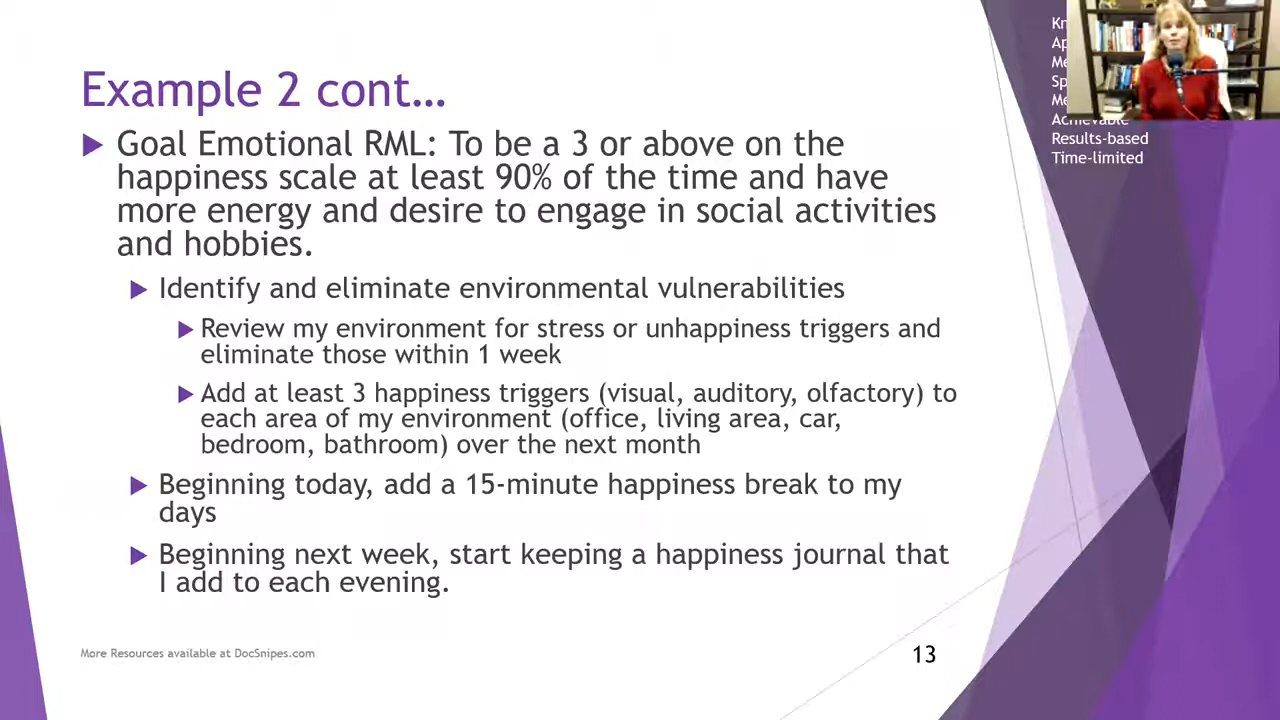 Example 2 cont...
Goal Emotional RML: To be a 3 or above on the
happiness scale at least 90% of the time and have
more energy and desire to engage in social activities
and hobbies.
Identify and eliminate environmental vulnerabilities
Review my environment for stress or unhappiness triggers and
eliminate those within 1 week
Add at least 3 happiness triggers (visual, auditory, olfactory) to
each area of my environment (office, living area, car,
bedroom, bathroom) over the next month
Beginning today, add a 15-minute happiness break to my
days
Beginning next week, start keeping a happiness journal that
I add to each evening.
More Resources available at DocSnipes.com
13
Achievable
Results-based
Time-limited